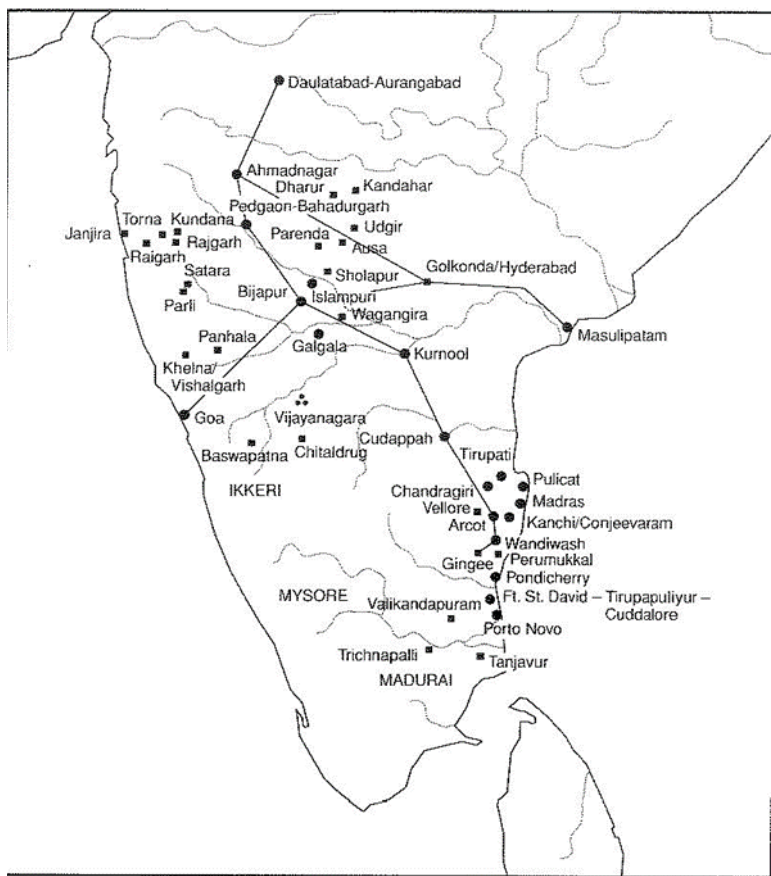 Daulatabad-Aurangabad
Ahmadnagar
Dharur
Kandahar
Pedgaon-Bahadurgarh
Torna
Kundana
Udgir
Janjira
Parenda
Raigarh
Rajgarh
Ausa
Satara
Sholapur
Golkonda/Hyderabad
Parli
Bijapur
Islampuri
Wagangira
Masulipatam
Panhala
Galgala
Kurnool
Khelna/
Vishalgarh
Goa
Vijayanagara
Cudappah
Baswapatna
Chitaldrug
Tirupati
IKKERI
Pulicat
Chandragiri
Madras
Vellore
Arcot
Kanchi/Conjeevaram
Wandiwash
Gingee
Perumukkal
Pondicherry
MYSORE
Ft. St. David – Tirupapuliyur –
Cuddalore
Valikandapuram
Porto Novo
Trichnapalli
Tanjavur
MADURAI